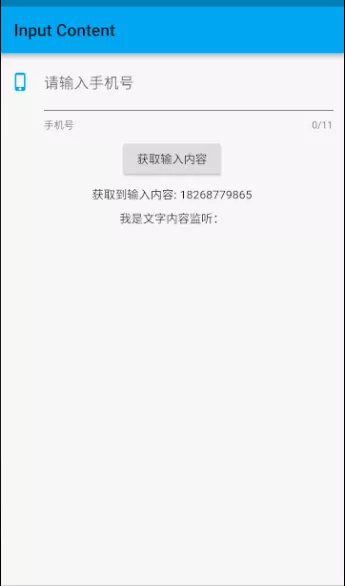 Input Content
请输入手机号
手机号 0/11
获取输入内容
获取到输入内容: 18268779865
我是文字内容监听：